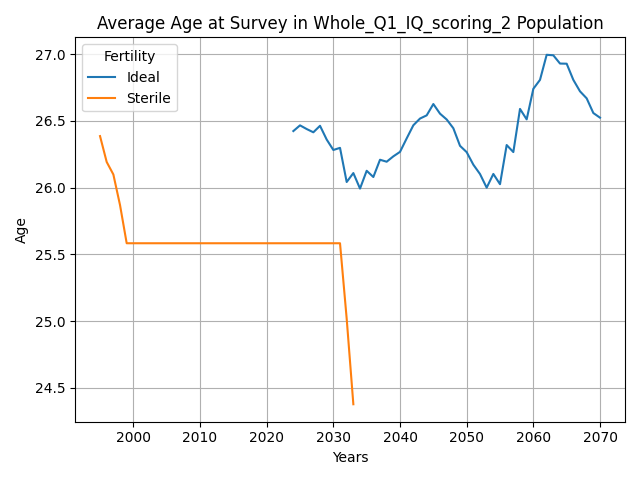 Average Age at Survey in Whole_Q1_IQ_scoring_2 Population
Fertility
Ideal
Sterile
27.0
26.5
26.0
25.5
25.0
24.5
Age
2000 2010 2020 2030 2040 2050 2060 2070
Years